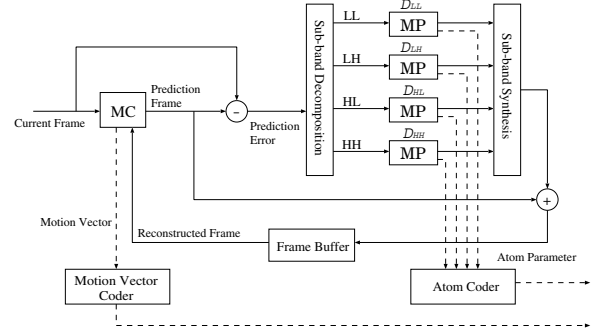 LL
D_LL
MP
LH
D_LH
MP
HL
D_HL
MP
HH
D_HH
MP
Sub-band Decomposition
Sub-band Synthesis
Prediction
Frame
MC
-
Current Frame
Prediction
Error
+
Motion Vector
Reconstructed Frame
Frame Buffer
Atom Parameter
Motion Vector
Coder
Atom Coder